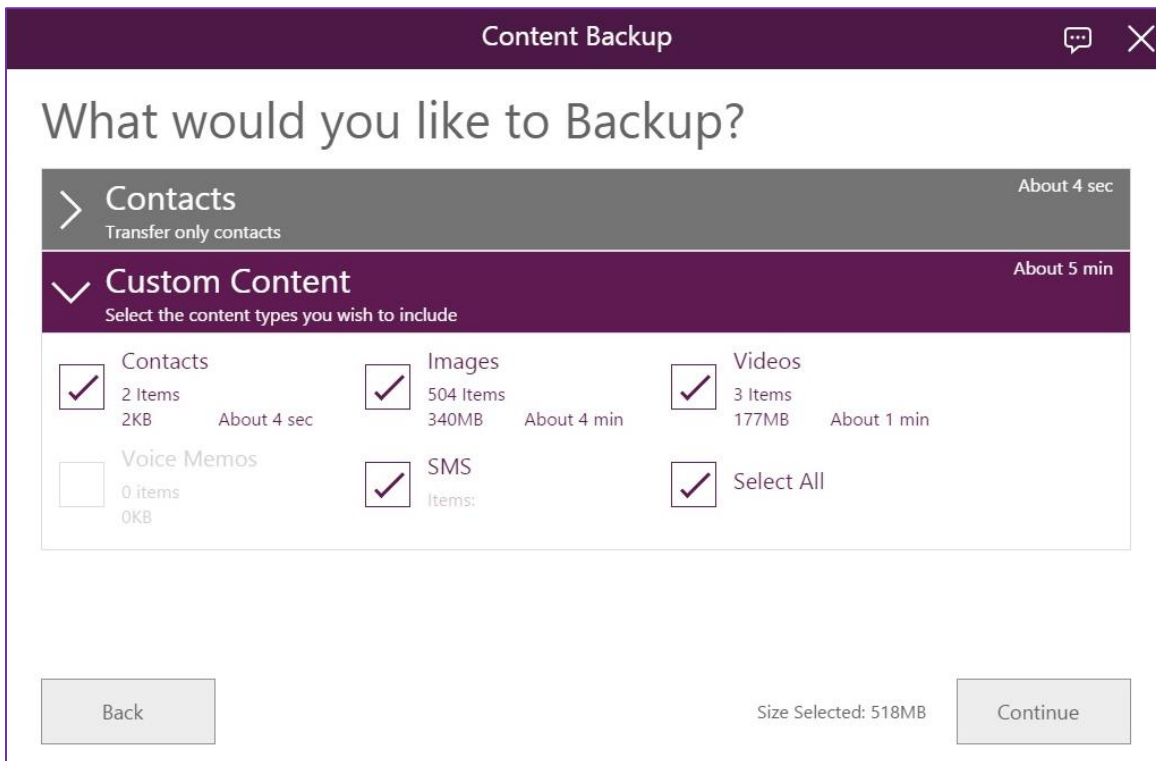 Content Backup
What would you like to Backup?
Contacts
About 4 sec
Transfer only contacts
Custom Content
About 5 min
Select the content types you wish to include
Contacts
2 Items
2KB About 4 sec
Images
504 Items
340MB About 4 min
Videos
3 Items
177MB About 1 min
Voice Memos
0 items
0KB
SMS
Items:
Select All
Back
Size Selected: 518MB
Continue